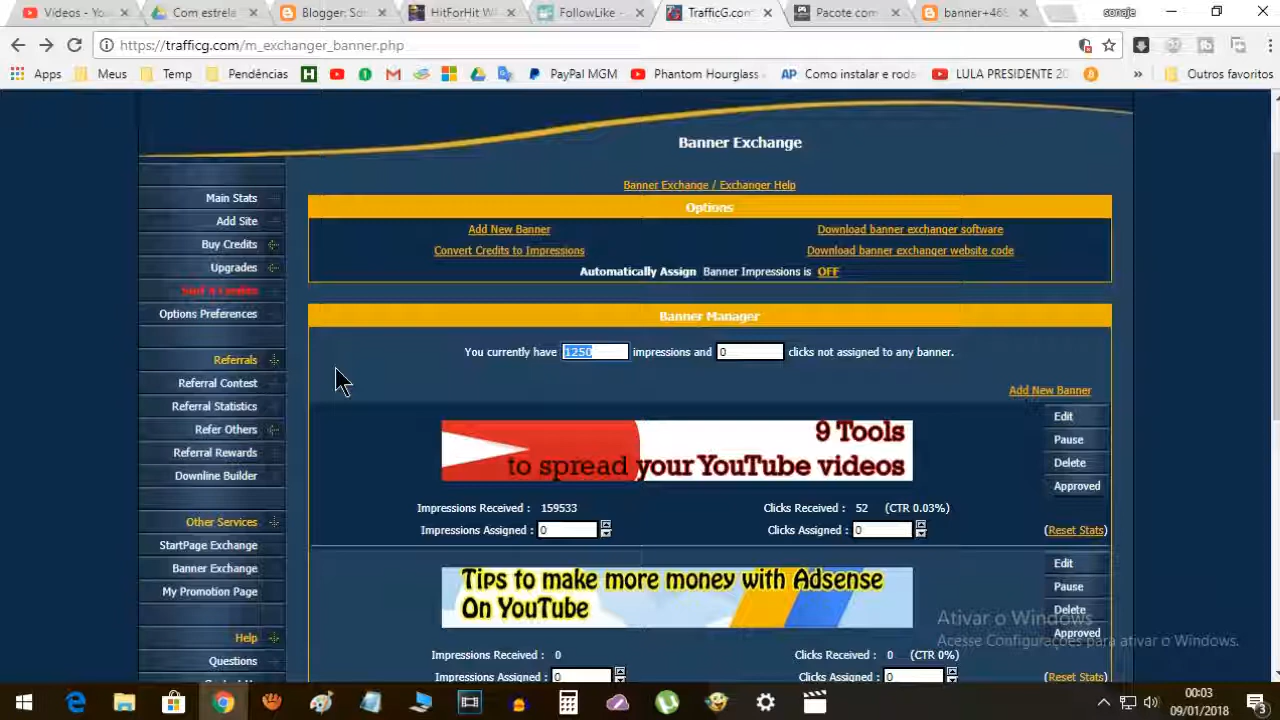 Vídeos - You
Com estrela
Blogger: Sor
HitForHit W
FollowLike -
TrafficG.com
Pacote com
banner+46
sonaje
https://trafficg.com/m_exchanger_banner.php
Apps
Meus
Temp
Pendências
PayPal MGM
Phantom Hourglass
Como instalar e roda
LULA PRESIDENTE 20
»
Outros favoritos
Banner Exchange
Banner Exchange / Exchanger Help
Options
Add New Banner
Download banner exchanger software
Convert Credits to Impressions
Download banner exchanger website code
Automatically Assign Banner Impressions is OFF
Banner Manager
You currently have 1250 impressions and 0 clicks not assigned to any banner.
Add New Banner
9 Tools
to spread your YouTube videos
Edit
Pause
Delete
Approved
Impressions Received : 159533
Clicks Received : 52 (CTR 0.03%)
Impressions Assigned : 0
Clicks Assigned : 0
(Reset Stats)
Tips to make more money with Adsense
On YouTube
Edit
Pause
Delete
Approved
Impressions Received : 0
Clicks Received : 0 (CTR 0%)
Impressions Assigned : 0
Clicks Assigned : 0
(Reset Stats)
Main Stats
Add Site
Buy Credits
Upgrades
Options Preferences
Referrals
Referral Contest
Referral Statistics
Refer Others
Referral Rewards
Downline Builder
Other Services
StartPage Exchange
Banner Exchange
My Promotion Page
Help
Questions
Ativar o Windows
Acesse Configurações para ativar o Windows.
00:03
09/01/2018
3